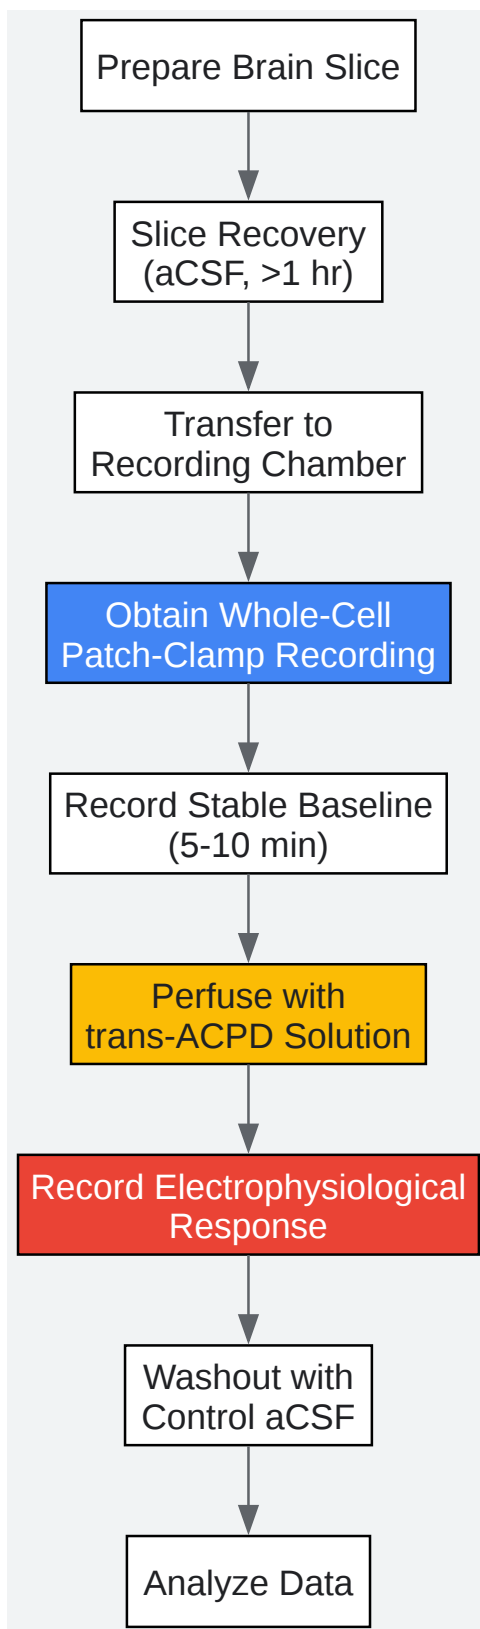 Prepare Brain Slice
Slice Recovery
(aCSF, >1 hr)
Transfer to
Recording Chamber
Obtain Whole-Cell
Patch-Clamp Recording
Record Stable Baseline
(5-10 min)
Perfuse with
trans-ACPD Solution
Record Electrophysiological
Response
Washout with
Control aCSF
Analyze Data